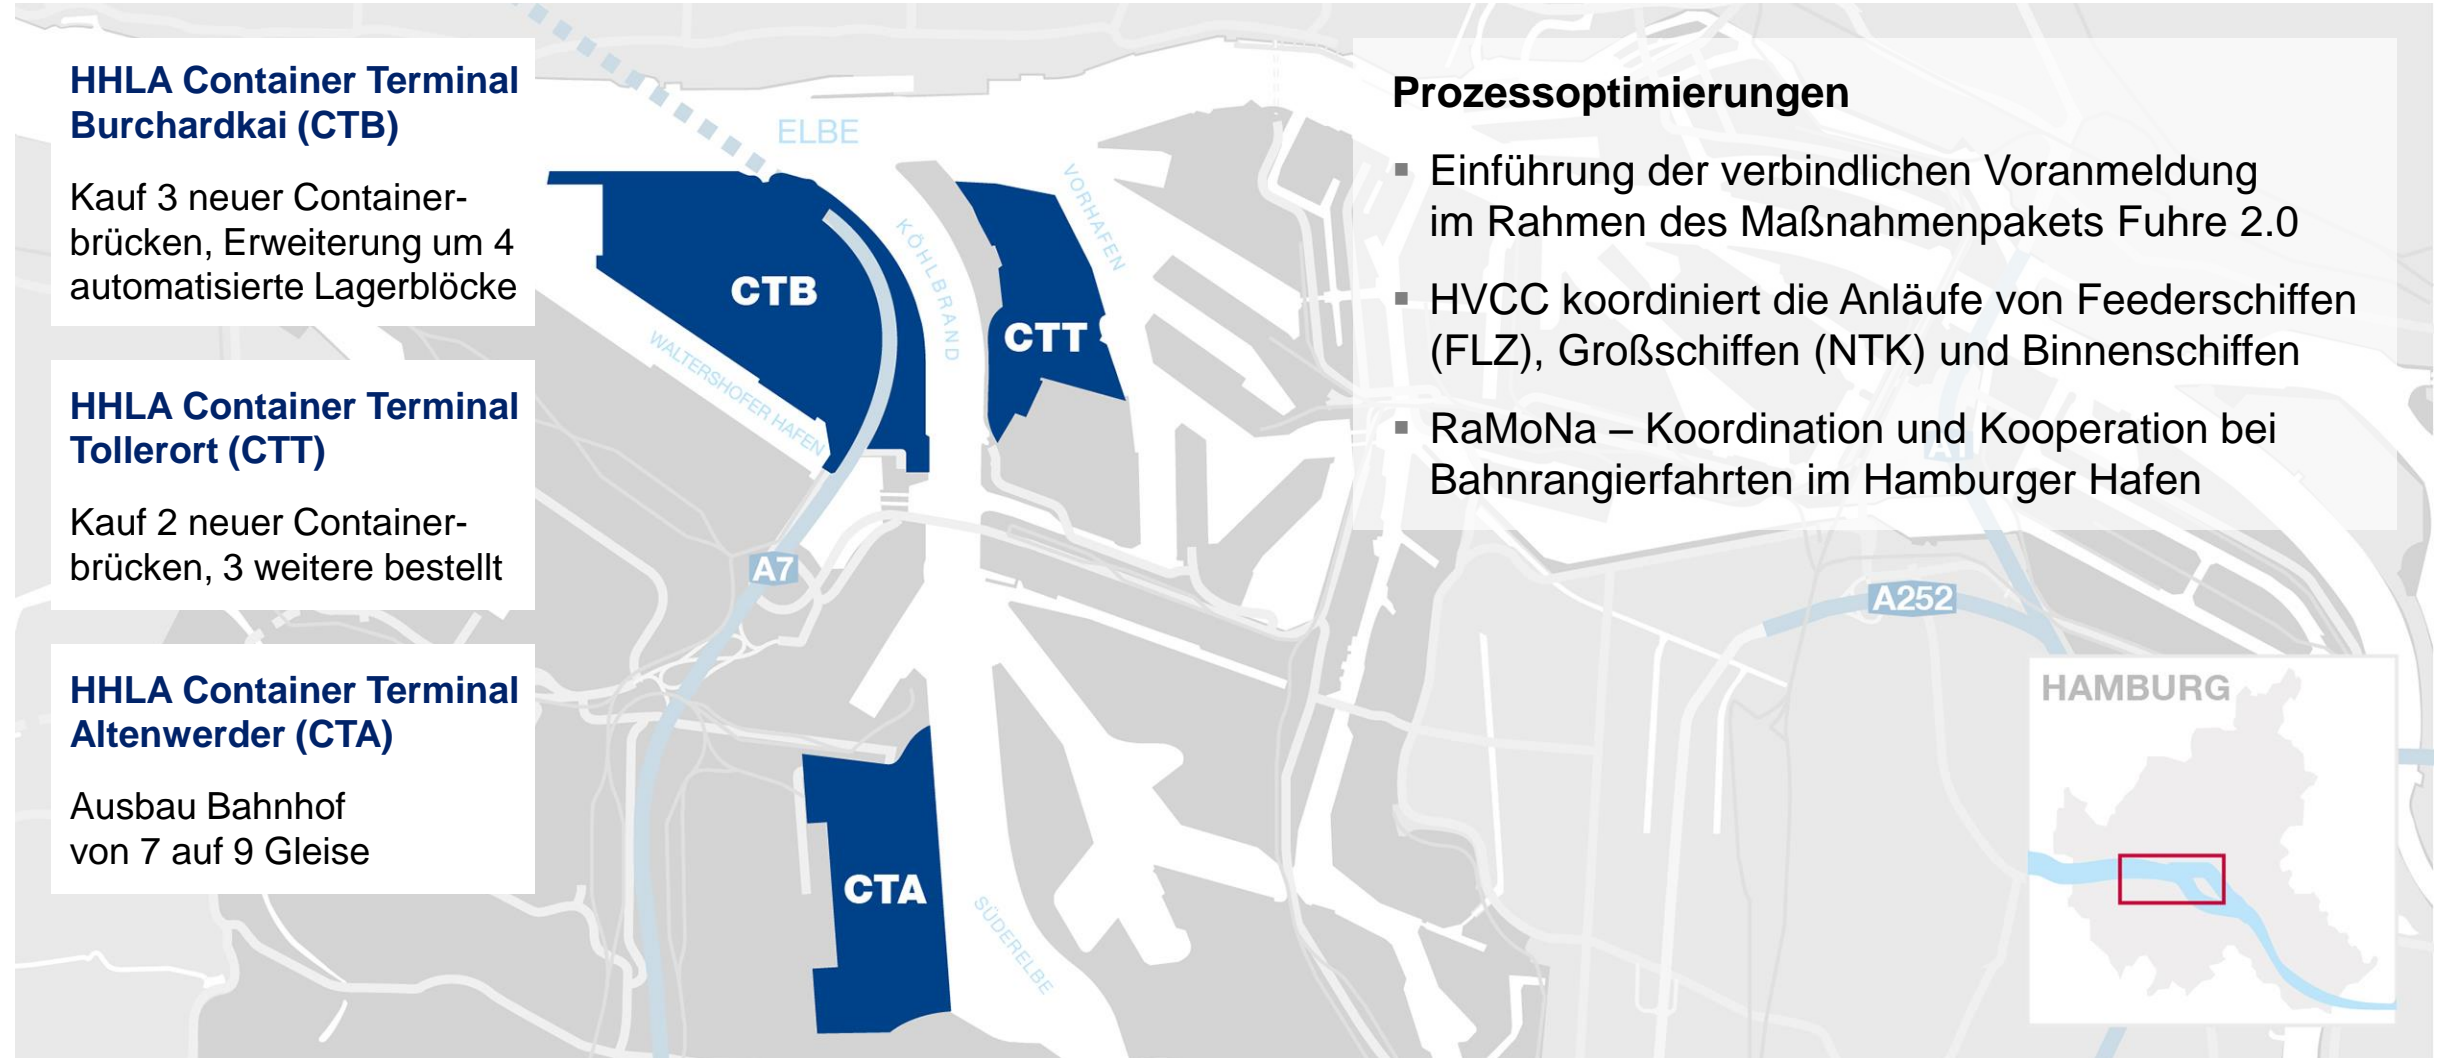 HHLA Container Terminal
Burchardkai (CTB)
Kauf 3 neuer Container-
brücken, Erweiterung um 4
automatisierte Lagerblöcke
HHLA Container Terminal
Tollerort (CTT)
Kauf 2 neuer Container-
brücken, 3 weitere bestellt
HHLA Container Terminal
Altenwerder (CTA)
Ausbau Bahnhof
von 7 auf 9 Gleise
ELBE
VORHAFEN
KÖHLBRAND
CTB
CTT
WALTERSHOFER HAFEN
A7
CTA
SÜDERELBE
Prozessoptimierungen
▪ Einführung der verbindlichen Voranmeldung
im Rahmen des Maßnahmenpakets Fuhre 2.0
▪ HVCC koordiniert die Anläufe von Feederschiffen
(FLZ), Großschiffen (NTK) und Binnenschiffen
▪ RaMoNa – Koordination und Kooperation bei
Bahnrangierfahrten im Hamburger Hafen
A1
A252
HAMBURG